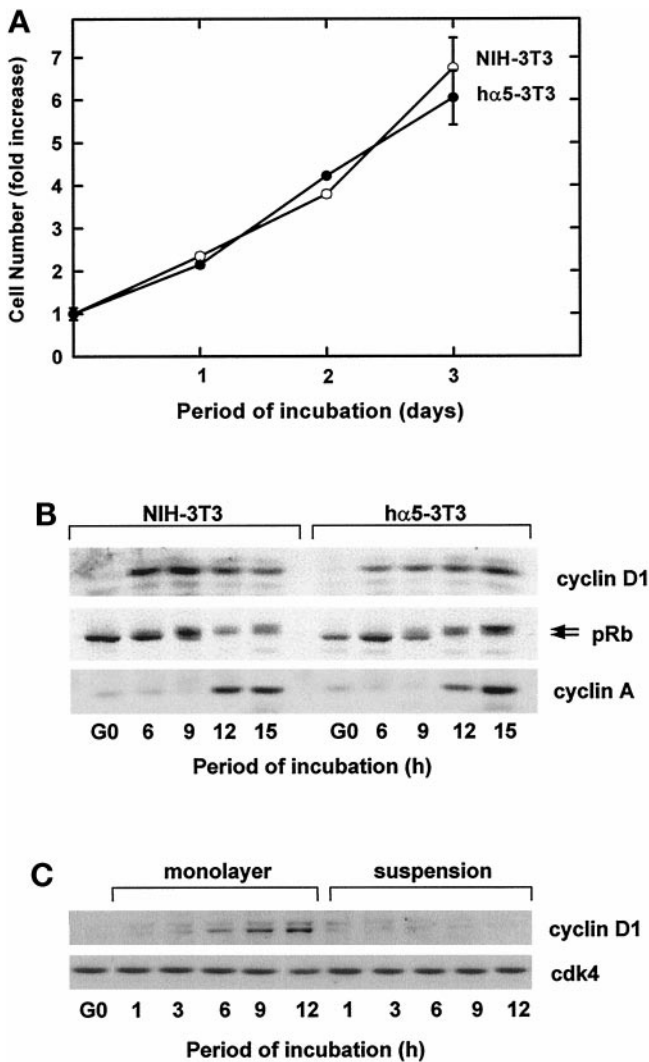 A
Cell Number (fold increase)
7
6
5
4
3
2
1
0
NIH-3T3
hα5-3T3
1 2 3
Period of incubation (days)
B
NIH-3T3 hα5-3T3
cyclin D1
pRb
cyclin A
G0 6 9 12 15 G0 6 9 12 15
Period of incubation (h)
C
monolayer suspension
cyclin D1
cdk4
G0 1 3 6 9 12 1 3 6 9 12
Period of incubation (h)